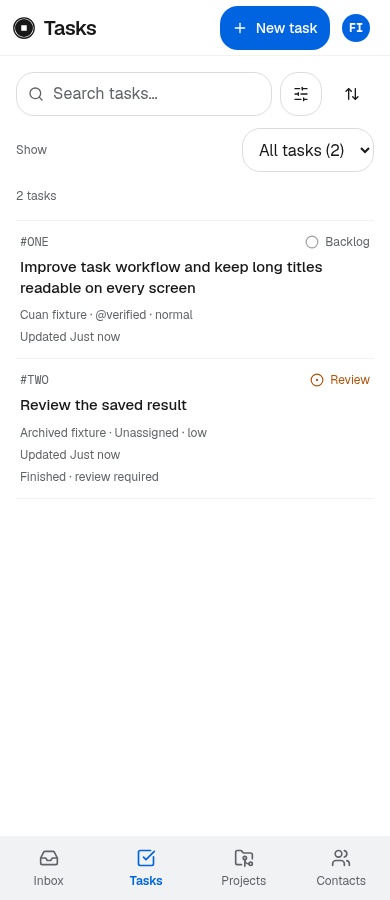 Tasks
New task
FI
Search tasks...
Show
All tasks (2)
2 tasks
#ONE
Backlog
Improve task workflow and keep long titles
readable on every screen
Cuan fixture · @verified · normal
Updated Just now
#TWO
Review
Review the saved result
Archived fixture · Unassigned · low
Updated Just now
Finished · review required
Inbox
Tasks
Projects
Contacts